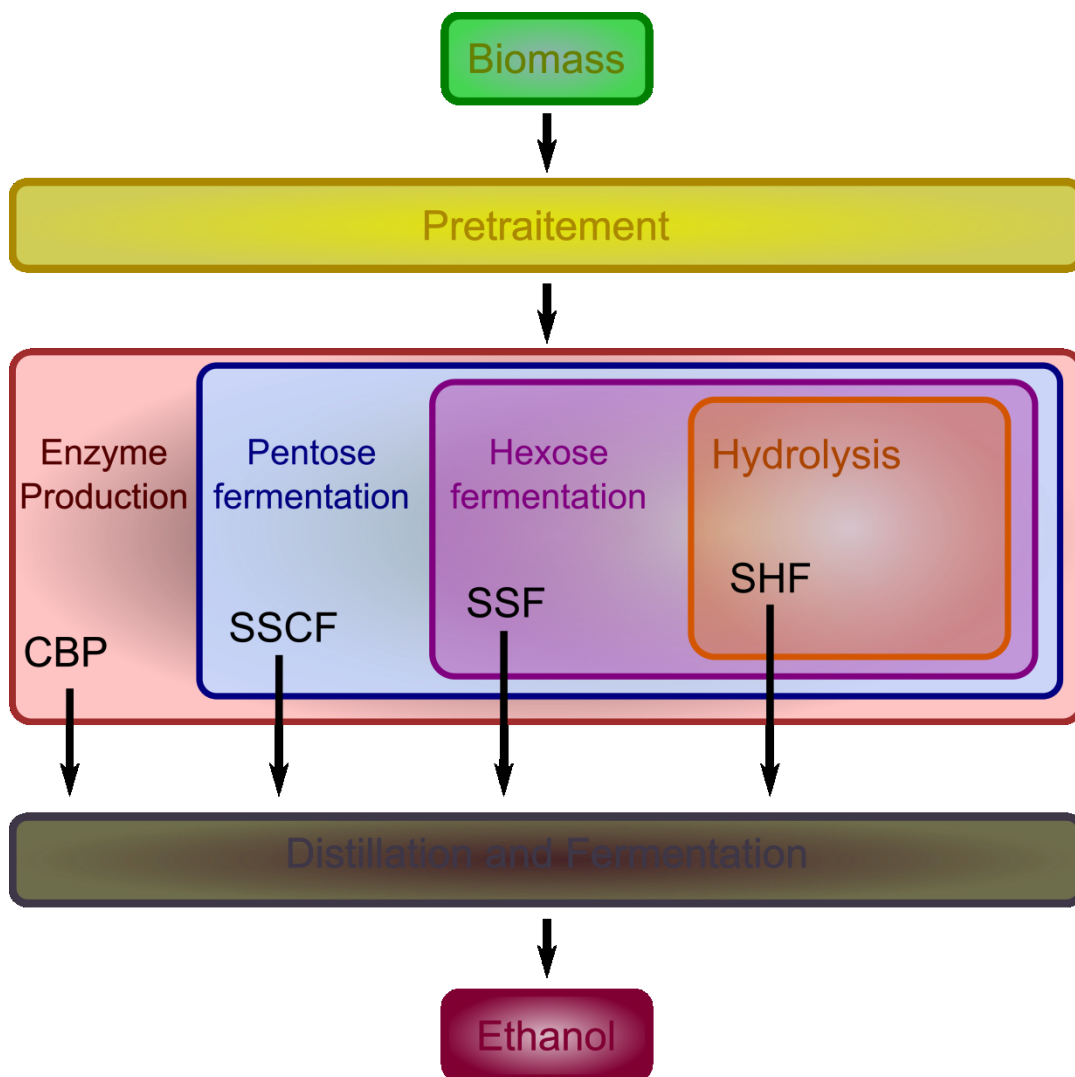 Biomass
Pretraitement
Enzyme
Production
Pentose
fermentation
Hexose
fermentation
Hydrolysis
CBP
SSCF
SSF
SHF
Distillation and Fermentation
Ethanol